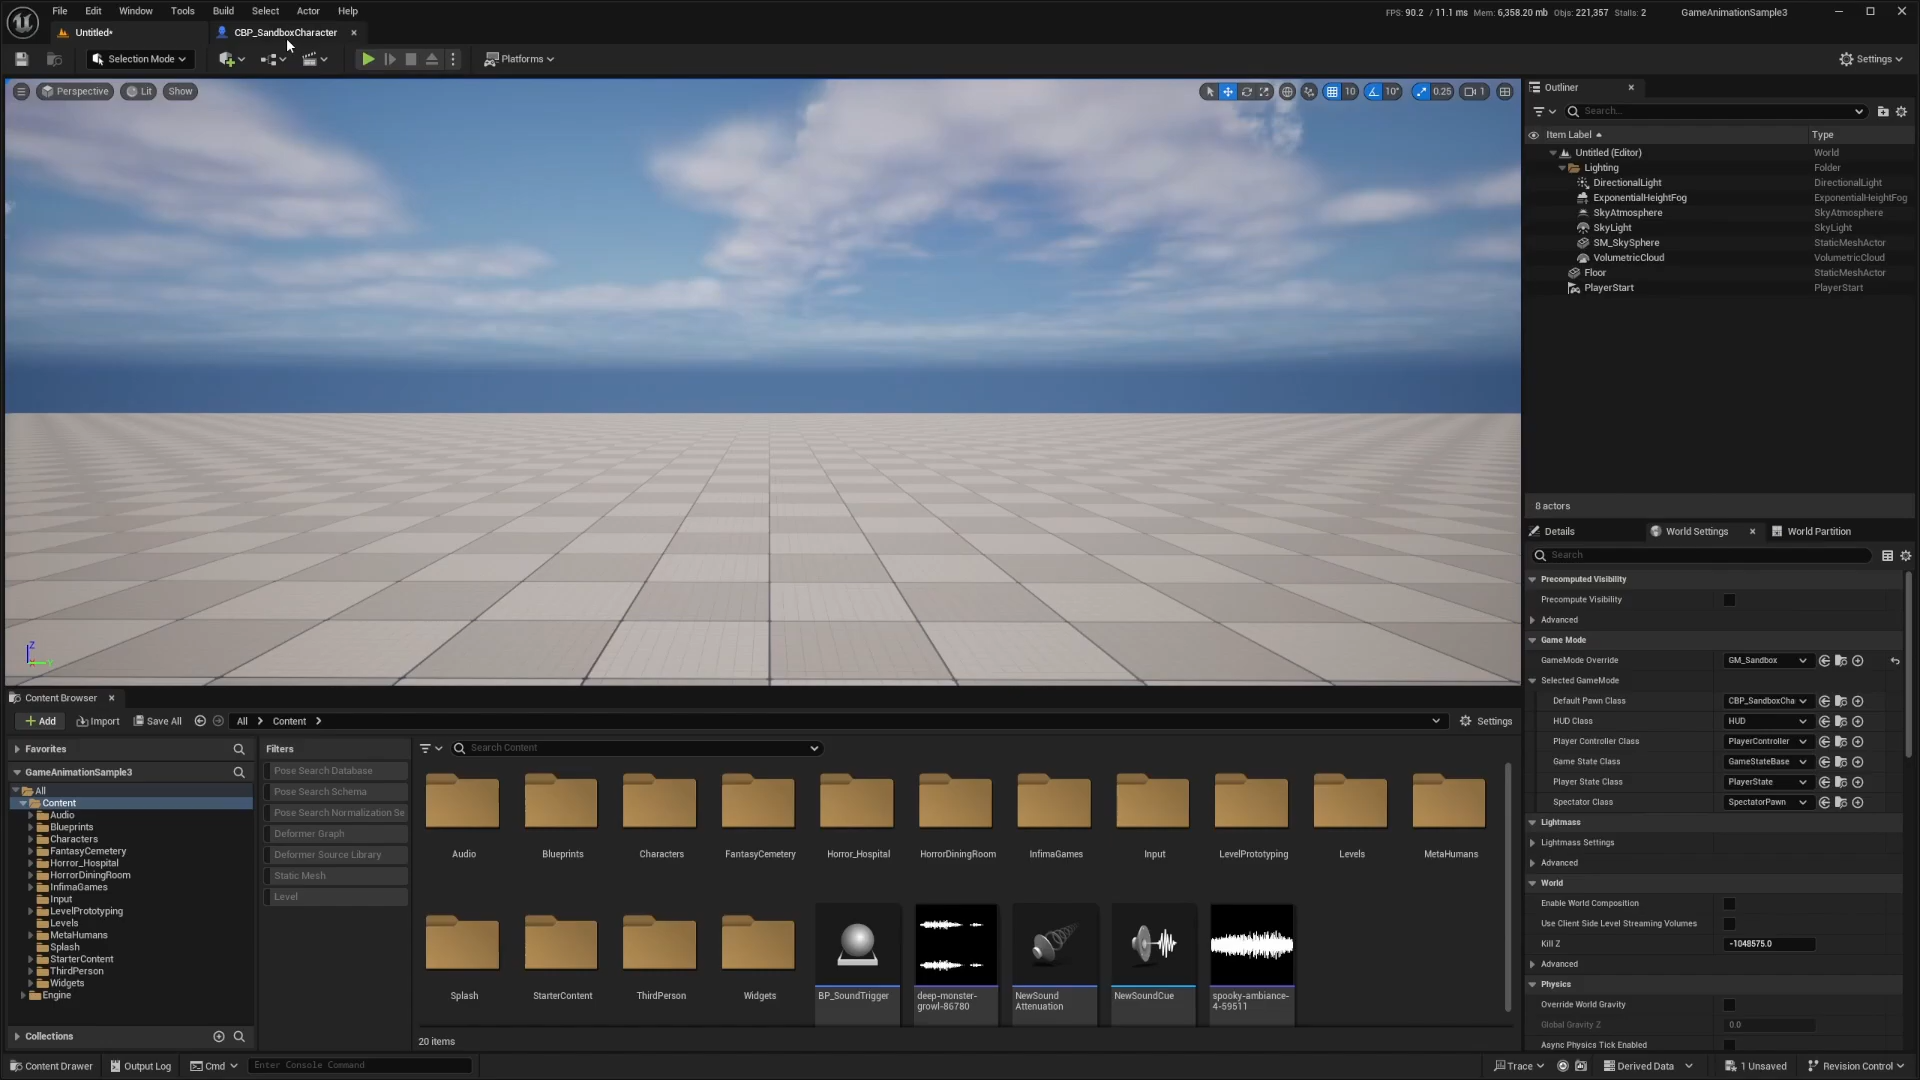 File Edit Window Tools Build Select Actor Help
FPS: 90.2 / 11.1 ms Mem: 6,358.20 mb Objs: 221,357 Stalls: 2
GameAnimationSample3
Untitled*
CBP_SandboxCharacter
Selection Mode
Platforms
Settings
Perspective
Lit
Show
10
10°
0.25
1
Outliner
Search...
Item Label
Type
Untitled (Editor) World
Lighting Folder
DirectionalLight DirectionalLight
ExponentialHeightFog ExponentialHeightFog
SkyAtmosphere SkyAtmosphere
SkyLight SkyLight
SM_SkySphere StaticMeshActor
VolumetricCloud VolumetricCloud
Floor StaticMeshActor
PlayerStart PlayerStart
8 actors
Details
World Settings
World Partition
Search
Precomputed Visibility
Precompute Visibility
Advanced
Game Mode
GameMode Override GM_Sandbox
Selected GameMode
Default Pawn Class CBP_SandboxCha
HUD Class HUD
Player Controller Class PlayerController
Game State Class GameStateBase
Player State Class PlayerState
Spectator Class SpectatorPawn
Lightmass
Lightmass Settings
Advanced
World
Enable World Composition
Use Client Side Level Streaming Volumes
Kill Z -1048575.0
Advanced
Physics
Override World Gravity
Global Gravity Z 0.0
Async Physics Tick Enabled
Z
Content Browser
Add
Import
Save All
All
Content
Settings
Favorites
GameAnimationSample3
All
Content
Audio
Blueprints
Characters
FantasyCemetery
Horror_Hospital
HorrorDiningRoom
InfimaGames
Input
LevelPrototyping
Levels
MetaHumans
Splash
StarterContent
ThirdPerson
Widgets
Engine
Collections
Filters
Pose Search Database
Pose Search Schema
Pose Search Normalization Se
Deformer Graph
Deformer Source Library
Static Mesh
Level
Search Content
Audio
Blueprints
Characters
FantasyCemetery
Horror_Hospital
HorrorDiningRoom
InfimaGames
Input
LevelPrototyping
Levels
MetaHumans
Splash
StarterContent
ThirdPerson
Widgets
BP_SoundTrigger
deep-monster-
growl-86780
NewSound
Attenuation
NewSoundCue
spooky-ambiance-
4-59511
20 items
Content Drawer
Output Log
Cmd
Enter Console Command
Trace
Derived Data
1 Unsaved
Revision Control